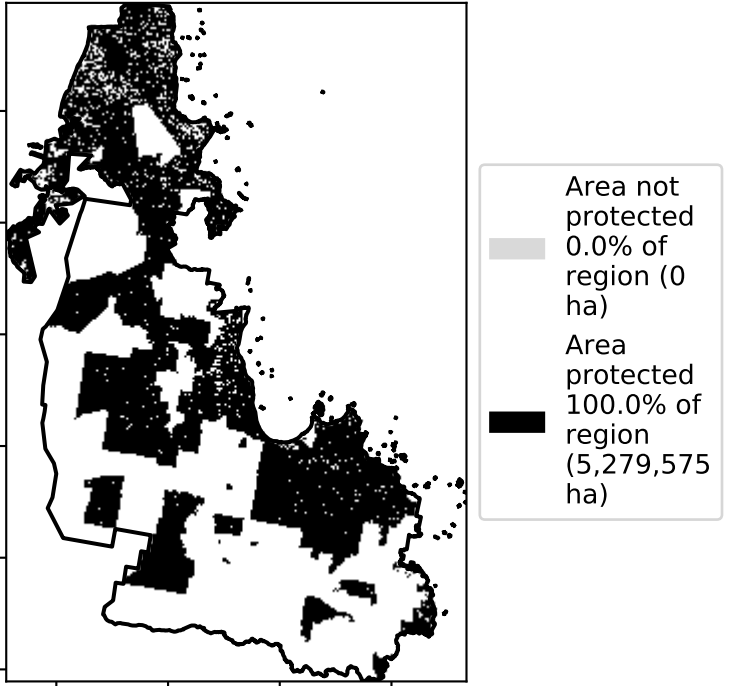 Area not
protected
0.0% of
region (0
ha)
Area
protected
100.0% of
region
(5,279,575
ha)